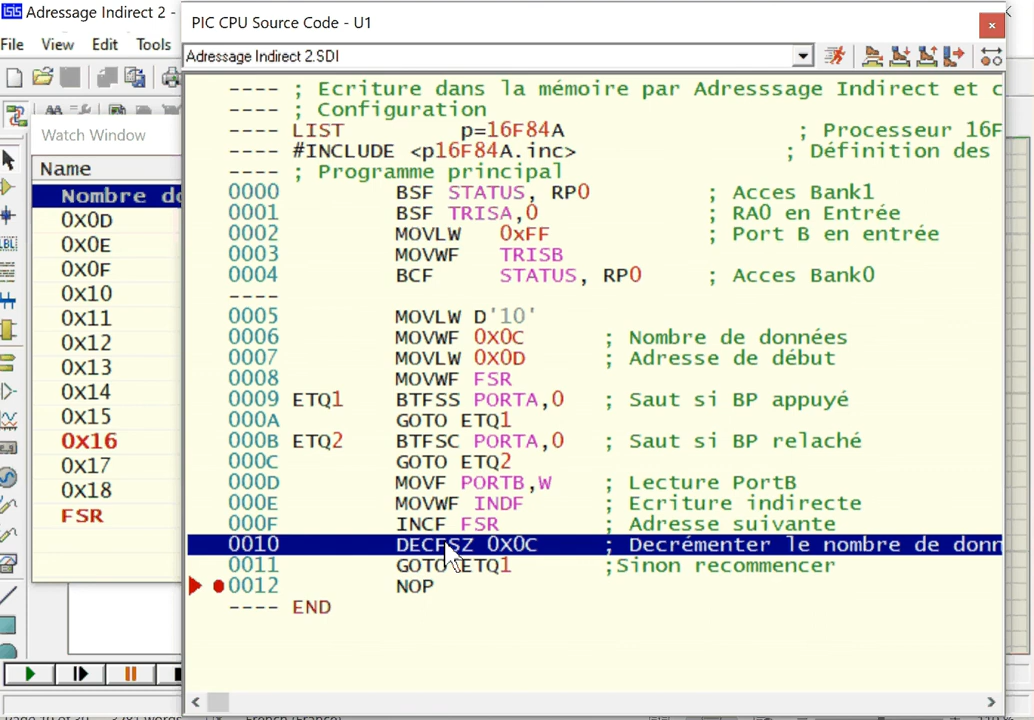 Adressage Indirect 2 -
PIC CPU Source Code - U1
File View Edit Tools
Adressage Indirect 2.SDI
Watch Window
Name
Nombre do
0X0D
0X0E
0X0F
0X10
0X11
0X12
0X13
0X14
0X15
0X16
0X17
0X18
FSR
LBL
---- ; Ecriture dans la mémoire par Adresssage Indirect et c
---- ; Configuration
---- LIST p=16F84A ; Processeur 16F
---- #INCLUDE <p16F84A.inc> ; Définition des
---- ; Programme principal
0000 BSF STATUS, RP0 ; Acces Bank1
0001 BSF TRISA,0 ; RA0 en Entrée
0002 MOVLW 0xFF ; Port B en entrée
0003 MOVWF TRISB
0004 BCF STATUS, RP0 ; Acces Bank0
----
0005 MOVLW D'10'
0006 MOVWF 0X0C ; Nombre de données
0007 MOVLW 0X0D ; Adresse de début
0008 MOVWF FSR
0009 ETQ1 BTFSS PORTA,0 ; Saut si BP appuyé
000A GOTO ETQ1
000B ETQ2 BTFSC PORTA,0 ; Saut si BP relaché
000C GOTO ETQ2
000D MOVF PORTB,W ; Lecture PortB
000E MOVWF INDF ; Ecriture indirecte
000F INCF FSR ; Adresse suivante
0010 DECFSZ 0X0C ; Decrémenter le nombre de donn
0011 GOTO ETQ1 ;Sinon recommencer
0012 NOP
---- END